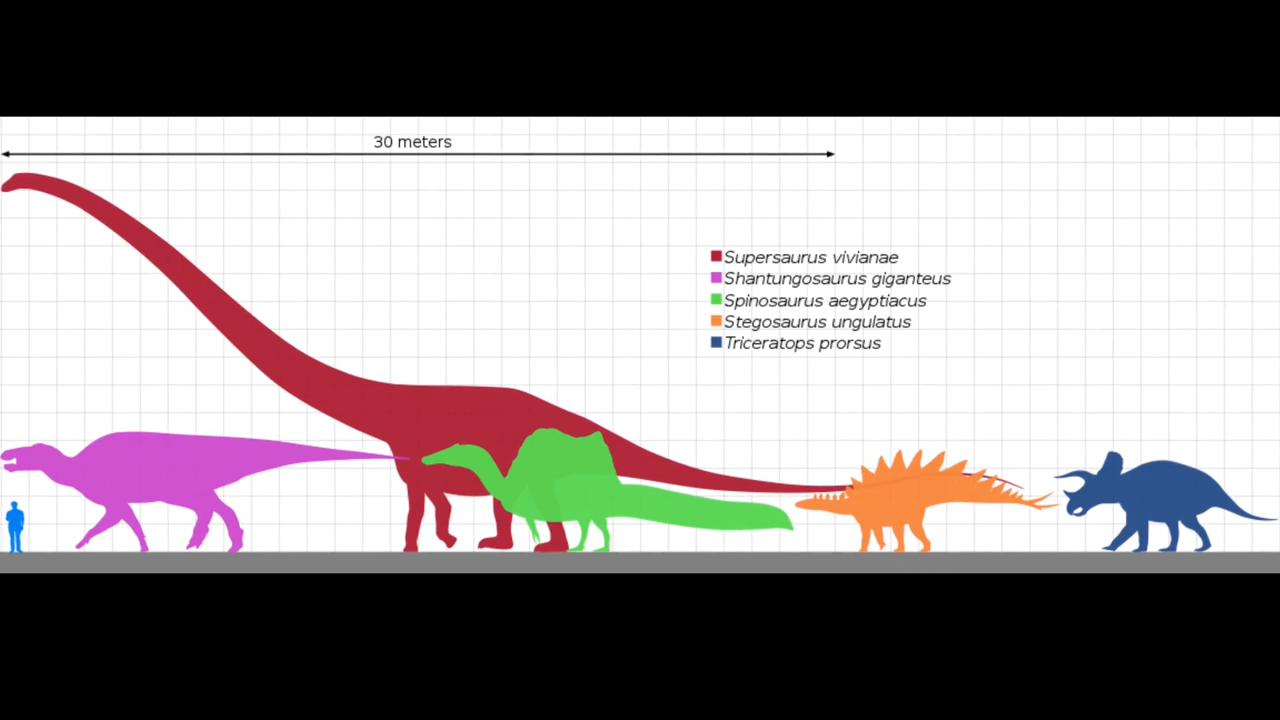 30 meters
Supersaurus vivianae
Shantungosaurus giganteus
Spinosaurus aegyptiacus
Stegosaurus ungulatus
Triceratops prorsus